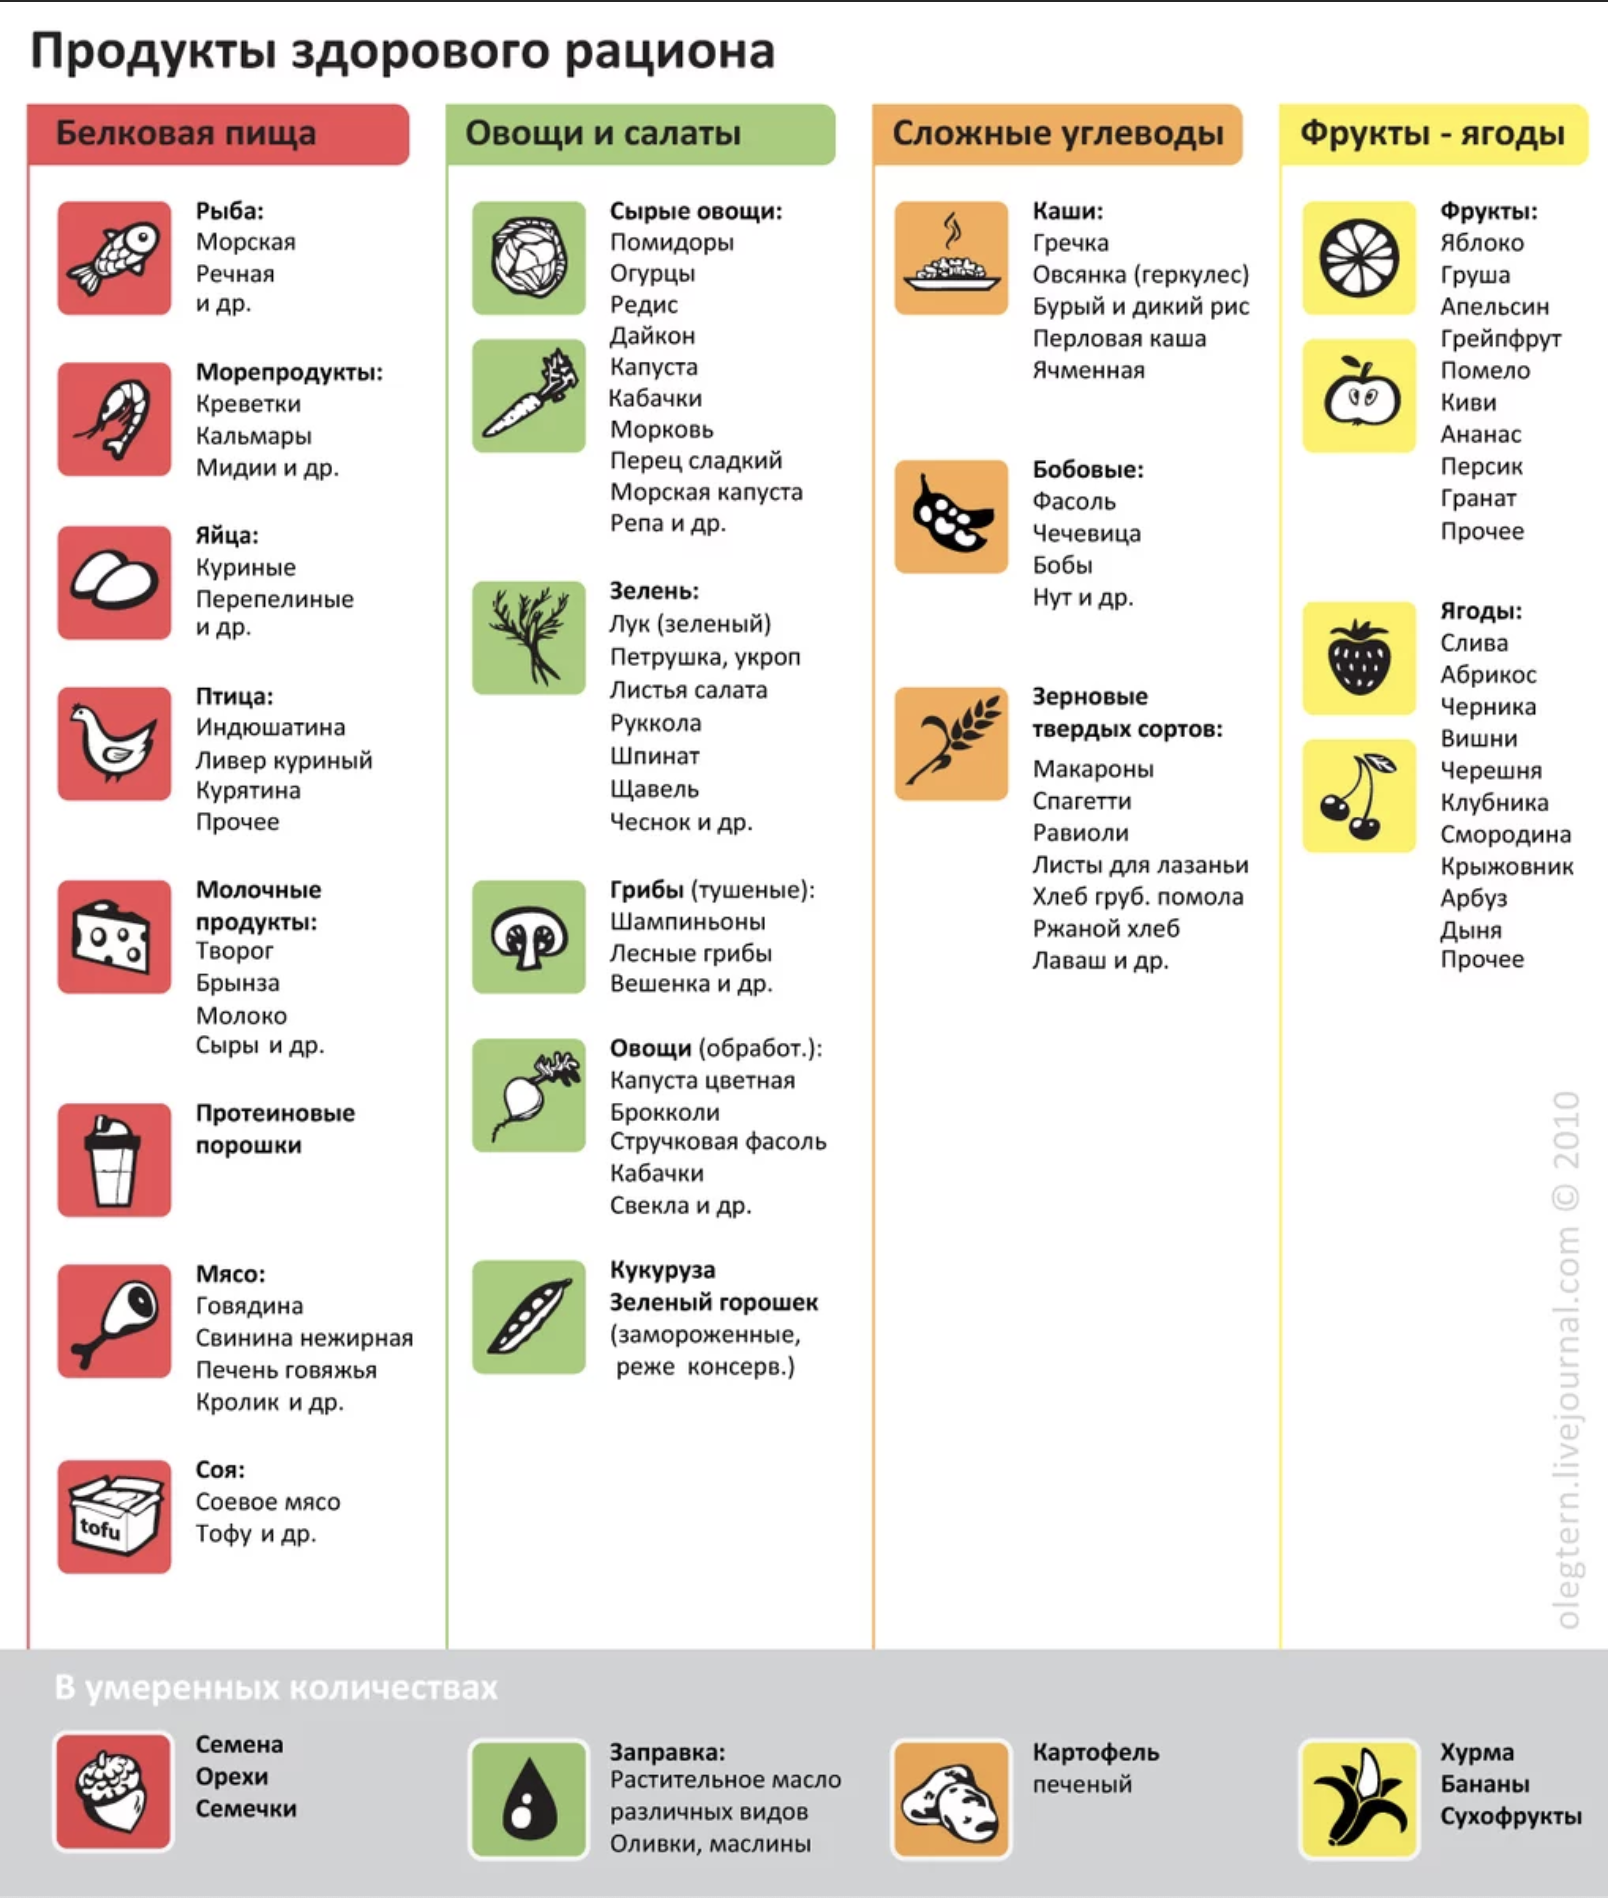 Продукты здорового рациона
Белковая пища
Рыба:
Морская
Речная
и др.
Морепродукты:
Креветки
Кальмары
Мидии и др.
Яйца:
Куриные
Перепелиные
и др.
Птица:
Индюшатина
Ливер куриный
Курятина
Прочее
Молочные
продукты:
Творог
Брынза
Молоко
Сыры и др.
Протеиновые
порошки
Мясо:
Говядина
Свинина нежирная
Печень говяжья
Кролик и др.
tofu
Соя:
Соевое мясо
Тофу и др.
Овощи и салаты
Сырые овощи:
Помидоры
Огурцы
Редис
Дайкон
Капуста
Кабачки
Морковь
Перец сладкий
Морская капуста
Репа и др.
Зелень:
Лук (зеленый)
Петрушка, укроп
Листья салата
Руккола
Шпинат
Щавель
Чеснок и др.
Грибы (тушеные):
Шампиньоны
Лесные грибы
Вешенка и др.
Овощи (обработ.):
Капуста цветная
Брокколи
Стручковая фасоль
Кабачки
Свекла и др.
Кукуруза
Зеленый горошек
(замороженные,
реже консерв.)
Сложные углеводы
Каши:
Гречка
Овсянка (геркулес)
Бурый и дикий рис
Перловая каша
Ячменная
Бобовые:
Фасоль
Чечевица
Бобы
Нут и др.
Зерновые
твердых сортов:
Макароны
Спагетти
Равиоли
Листы для лазаньи
Хлеб груб. помола
Ржаной хлеб
Лаваш и др.
Фрукты - ягоды
Фрукты:
Яблоко
Груша
Апельсин
Грейпфрут
Помело
Киви
Ананас
Персик
Гранат
Прочее
Ягоды:
Слива
Абрикос
Черника
Вишни
Черешня
Клубника
Смородина
Крыжовник
Арбуз
Дыня
Прочее
olegtern.livejournal.com © 2010
В умеренных количествах
Семена
Орехи
Семечки
Заправка:
Растительное масло
различных видов
Оливки, маслины
Картофель
печеный
Хурма
Бананы
Сухофрукты